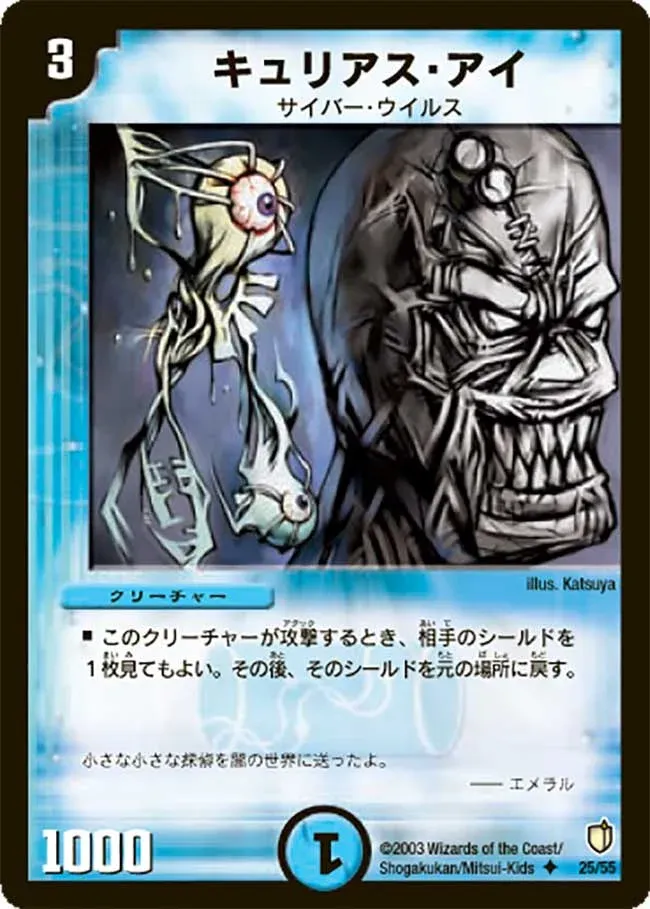 3
キュリアス・アイ
サイバー・ウイルス
illus. Katsuya
クリーチャー
■ このクリーチャーが攻撃するとき、相手のシールドを
1枚見てもよい。その後、そのシールドを元の場所に戻す。
小さな小さな探偵を闇の世界に送ったよ。
—— エメラル
1000
1
©2003 Wizards of the Coast/
Shogakukan/Mitsui-Kids ♦ 25/55